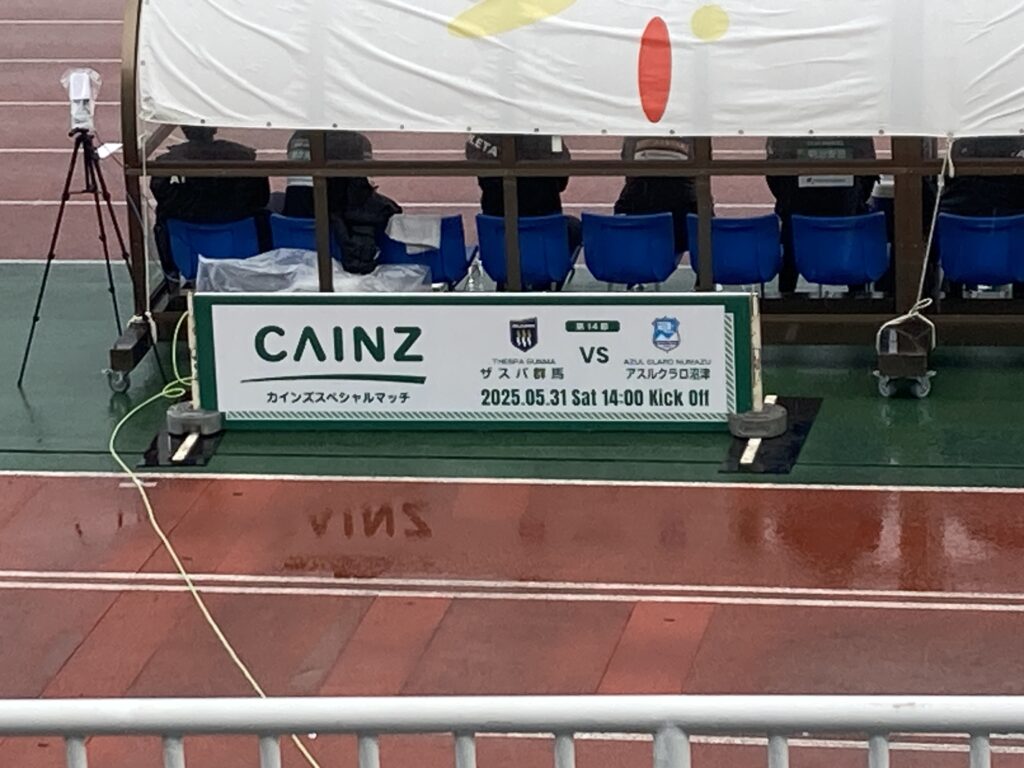 CAINZ
カインズスペシャルマッチ
第14節
VS
THESPA GUNMA
ザスパ群馬
AZUL CLARO NUMAZU
アスルクラロ沼津
2025.05.31 Sat 14:00 Kick Off
LETA